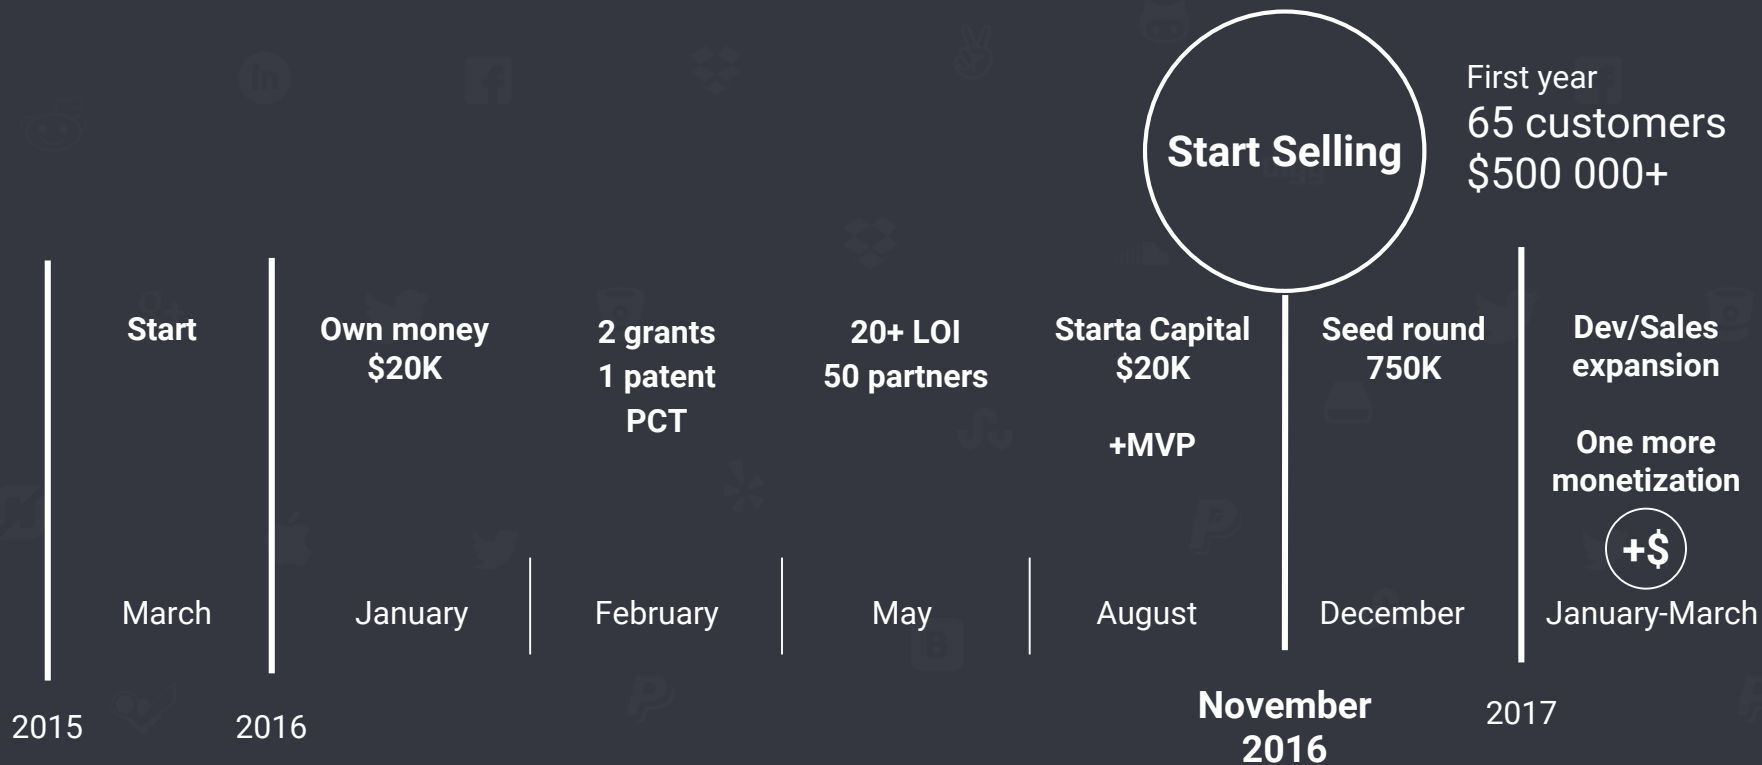 Start Selling
First year
65 customers
$500 000+
Start
Own money
$20K
2 grants
1 patent
PCT
20+ LOI
50 partners
Starta Capital
$20K
+MVP
Seed round
750K
Dev/Sales
expansion
One more
monetization
+$
March
January
February
May
August
December
January-March
2015
2016
November
2016
2017